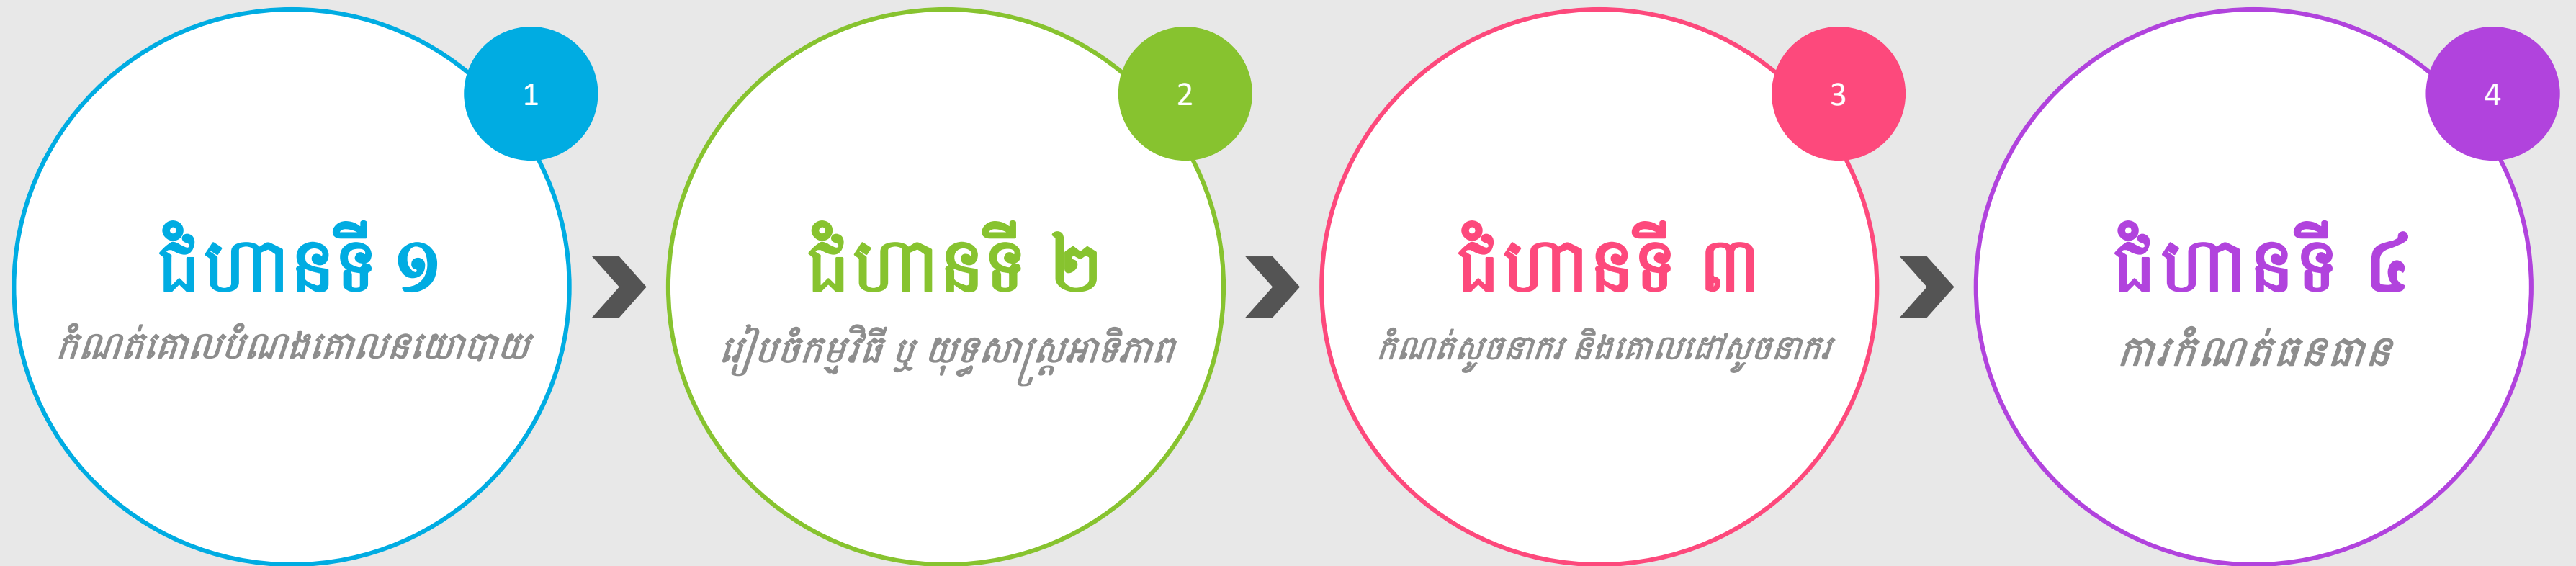 1
ជំហានទី ១
កំណត់គោលបំណងគោលនយោបាយ
2
ជំហានទី ២
រៀបចំកម្មវិធី ឬ យុទ្ធសាស្ត្រអាទិភាព
3
ជំហានទី ៣
កំណត់សូចនាករ និងគោលដៅសូចនាករ
4
ជំហានទី ៤
ការកំណត់ធនធាន